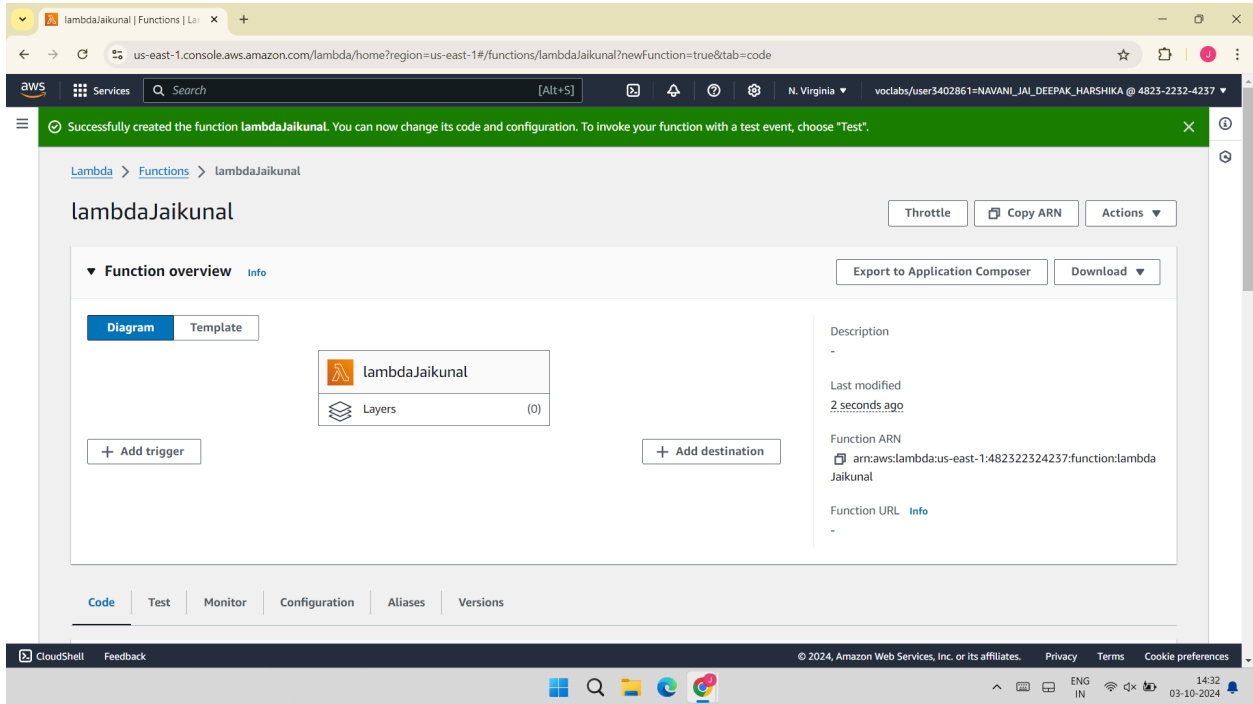 lambdaJaikunal | Functions | La
us-east-1.console.aws.amazon.com/lambda/home?region=us-east-1#/functions/lambdaJaikunal?newFunction=true&tab=code
J
aws Services Search [Alt+S] N. Virginia ▼ voclabs/user3402861=NAVANI_JAI_DEEPAK_HARSHIKA @ 4823-2232-4237 ▼
Successfully created the function lambdaJaikunal. You can now change its code and configuration. To invoke your function with a test event, choose "Test".
Lambda > Functions > lambdaJaikunal
lambdaJaikunal
Throttle Copy ARN Actions ▼
▼ Function overview Info
Export to Application Composer Download ▼
Diagram Template
lambdaJaikunal
Layers (0)
+ Add trigger
+ Add destination
Description
-
Last modified
2 seconds ago
Function ARN
arn:aws:lambda:us-east-1:482322324237:function:lambda
Jaikunal
Function URL Info
-
Code Test Monitor Configuration Aliases Versions
CloudShell Feedback © 2024, Amazon Web Services, Inc. or its affiliates. Privacy Terms Cookie preferences
J
ENG
IN
14:32
03-10-2024